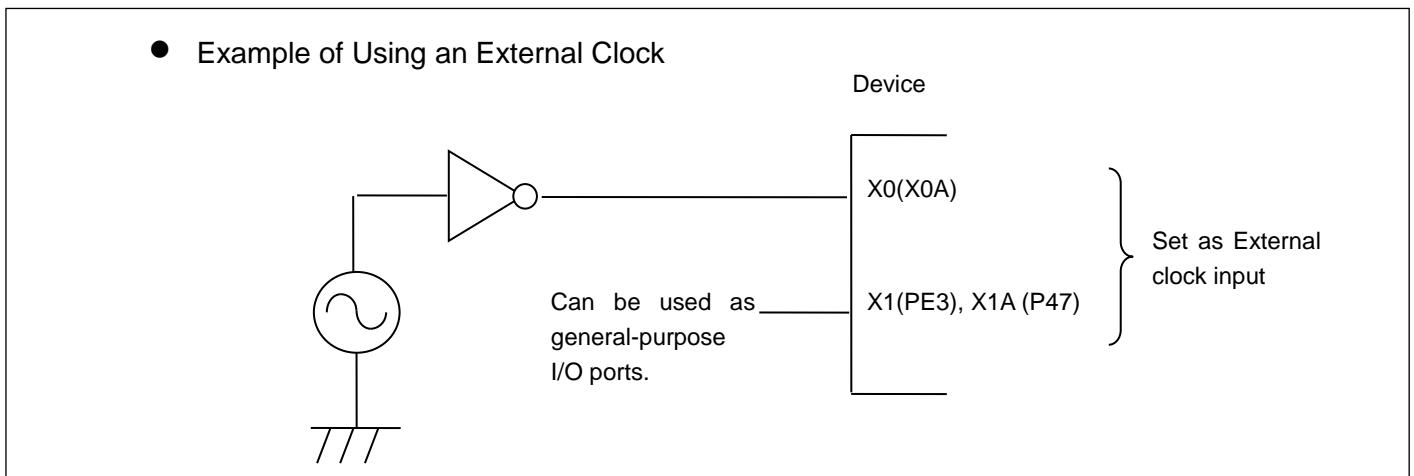 ● Example of Using an External Clock
Device
X0(X0A)
Set as External
clock input
Can be used as
general-purpose
I/O ports.
X1(PE3), X1A (P47)